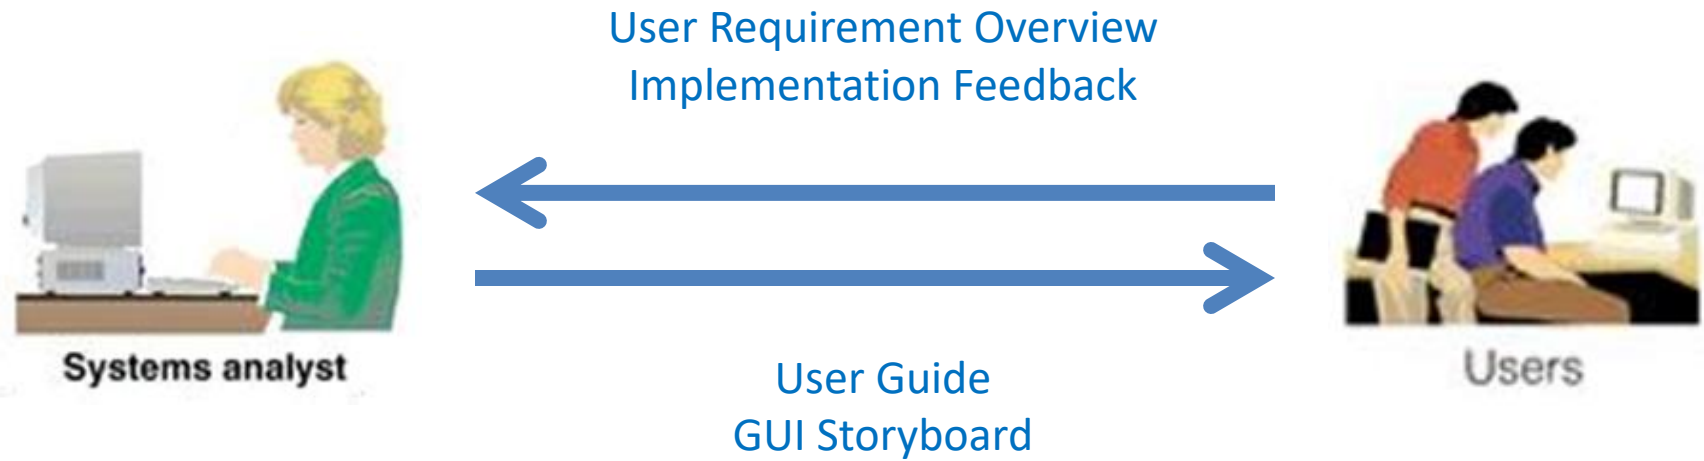 User Requirement Overview
Implementation Feedback
Systems analyst
Users
User Guide
GUI Storyboard